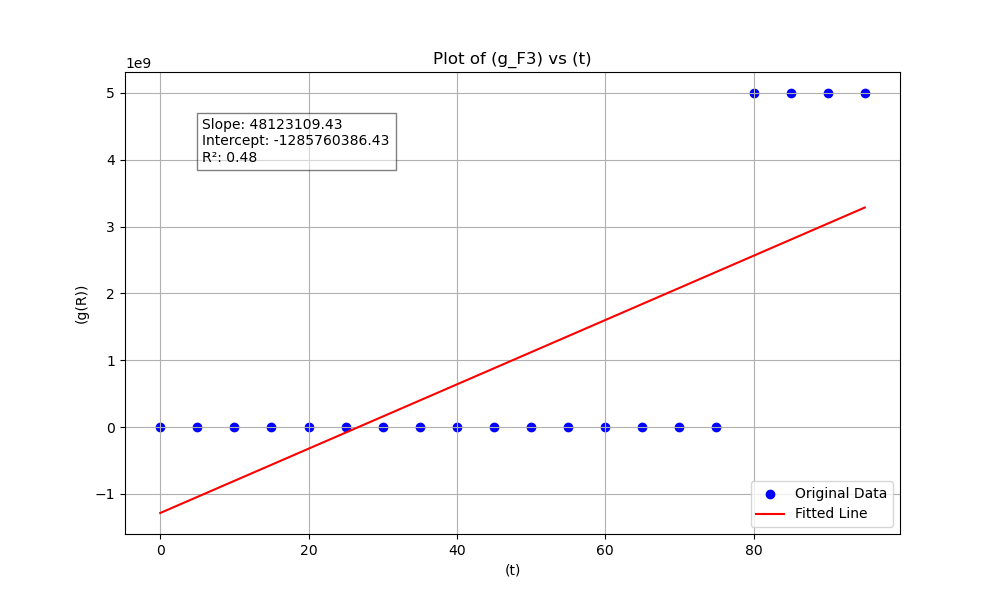 Plot of (g_F3) vs (t)
1e9
5
4
3
2
1
0
−1
Slope: 48123109.43
Intercept: -1285760386.43
R²: 0.48
(g(R))
Original Data
Fitted Line
0 20 40 60 80
(t)